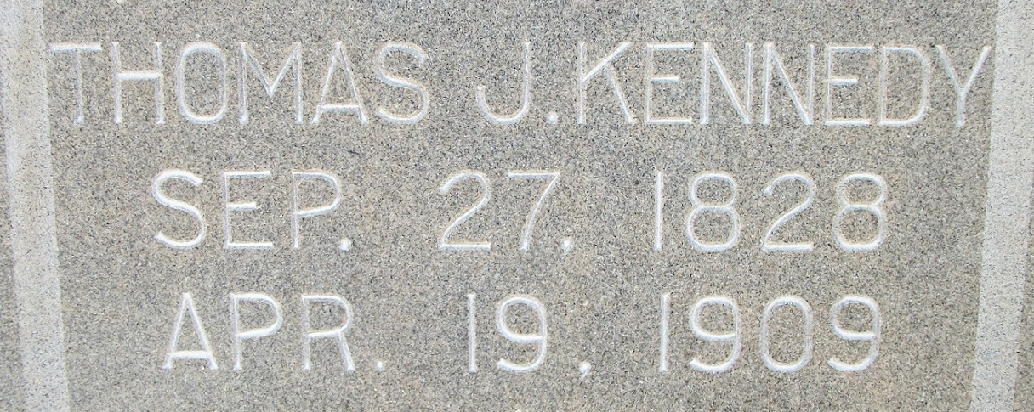 THOMAS J. KENNEDY
SEP. 27, 1828
APR. 19, 1909